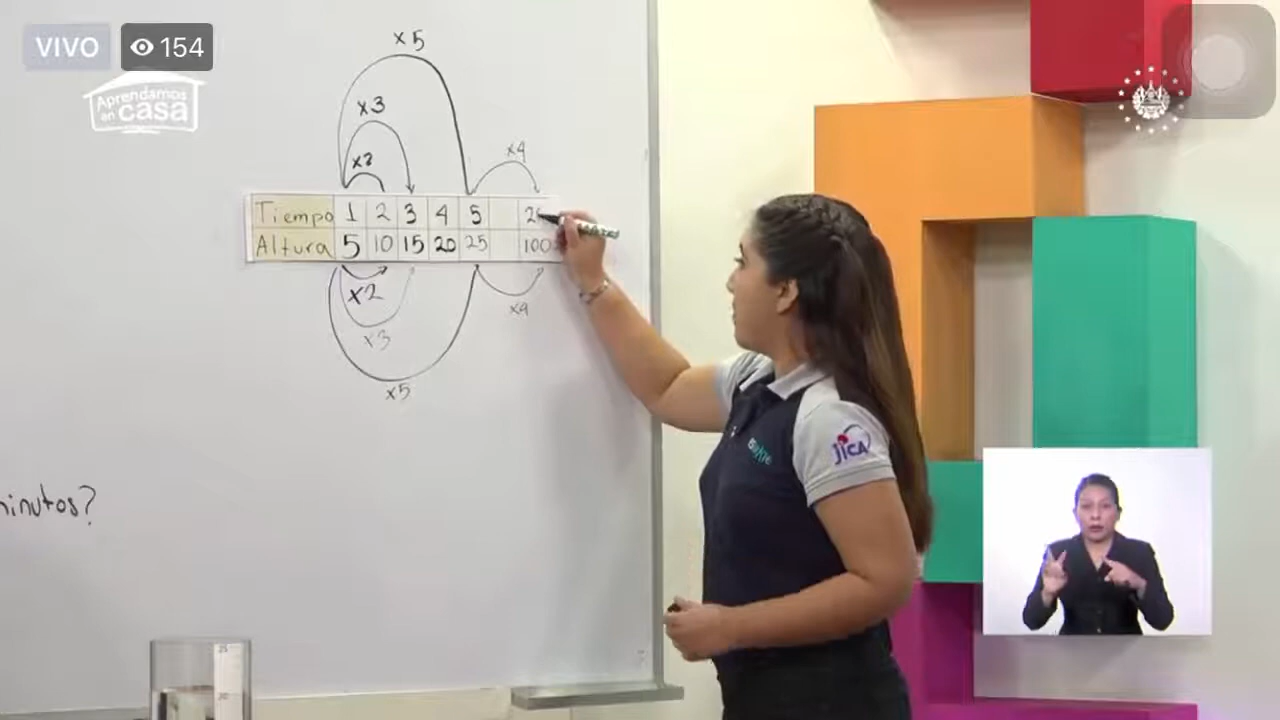 VIVO 154
Aprendamos
en casa
x5
x3
x2
x4
Tiempo 1 2 3 4 5
Altura 5 10 15 20 25 100
x2
x3
x4
x5
minutos?
JICA
25
20